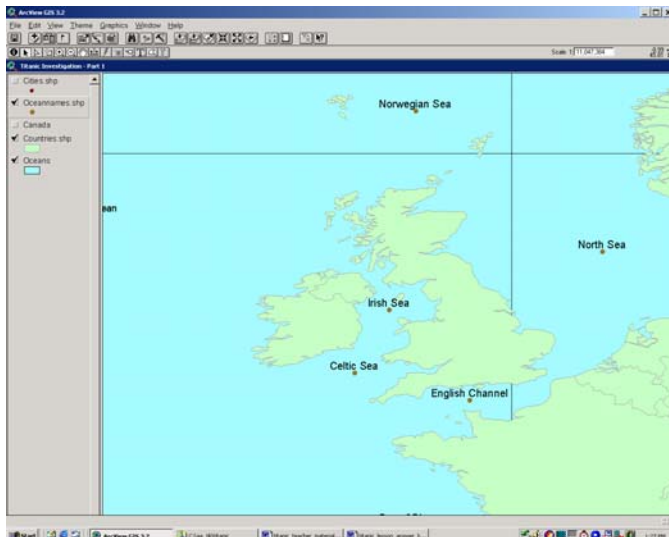 ArcView GIS 3.2
File Edit View Theme Graphics Window Help
Scale 1: 11,047,384
Titanic Investigation - Part 1
Cities.shp
Oceannames.shp
Canada
Countries.shp
Oceans
Norwegian Sea
ean
North Sea
Irish Sea
Celtic Sea
English Channel
Start
ArcView GIS 3.2